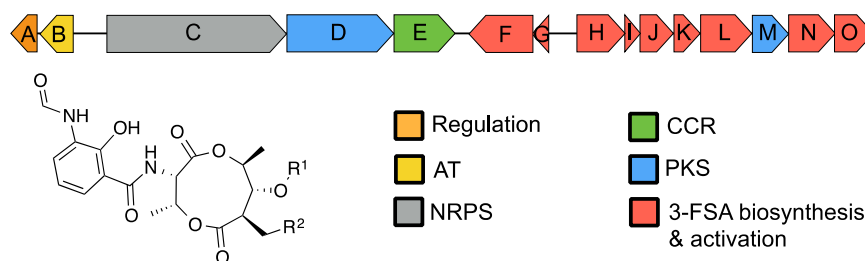 A B C D E F G H I J K L M N O
O
NH
OH
O
H
N
O
O
O
R¹
O
O
O
R²
Regulation
CCR
AT
PKS
NRPS
3-FSA biosynthesis
& activation